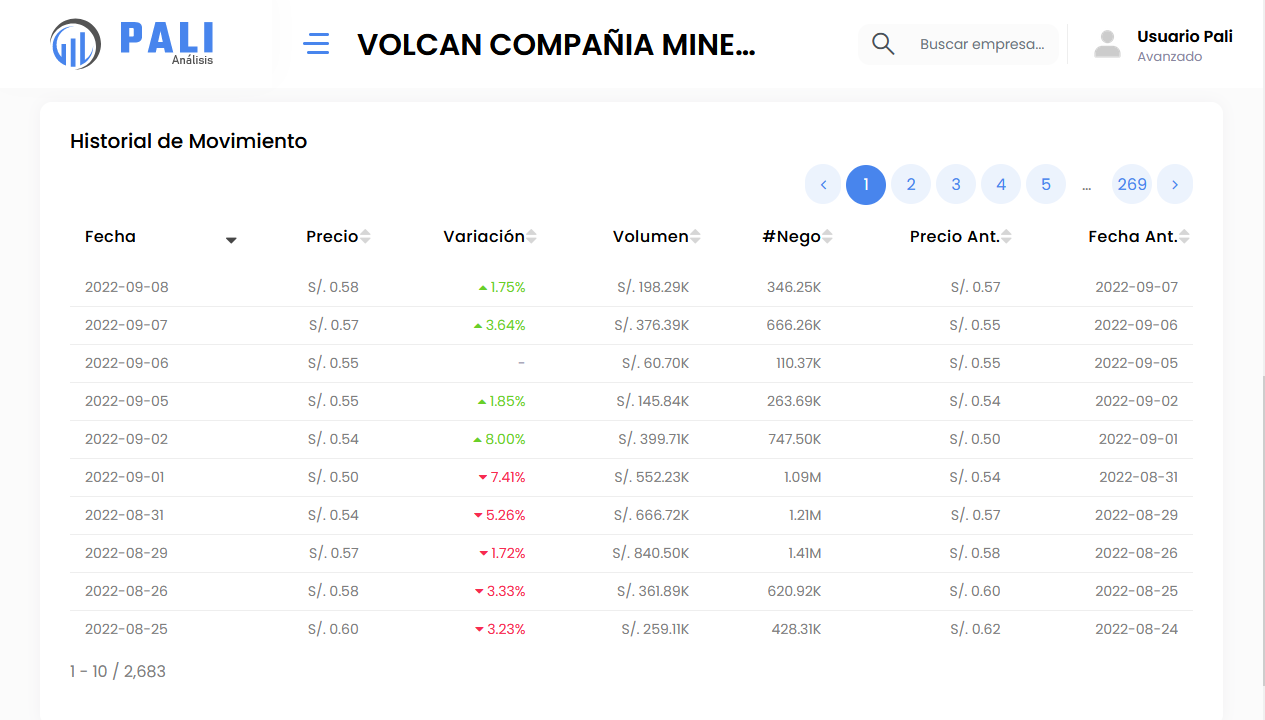 PALI
Análisis
VOLCAN COMPAÑIA MINE...
Buscar empresa...
Usuario Pali
Avanzado
Historial de Movimiento
‹ 1 2 3 4 5 ... 269 ›
Fecha Precio Variación Volumen #Nego Precio Ant. Fecha Ant.
2022-09-08 S/. 0.58 1.75% S/. 198.29K 346.25K S/. 0.57 2022-09-07
2022-09-07 S/. 0.57 3.64% S/. 376.39K 666.26K S/. 0.55 2022-09-06
2022-09-06 S/. 0.55 - S/. 60.70K 110.37K S/. 0.55 2022-09-05
2022-09-05 S/. 0.55 1.85% S/. 145.84K 263.69K S/. 0.54 2022-09-02
2022-09-02 S/. 0.54 8.00% S/. 399.71K 747.50K S/. 0.50 2022-09-01
2022-09-01 S/. 0.50 7.41% S/. 552.23K 1.09M S/. 0.54 2022-08-31
2022-08-31 S/. 0.54 5.26% S/. 666.72K 1.21M S/. 0.57 2022-08-29
2022-08-29 S/. 0.57 1.72% S/. 840.50K 1.41M S/. 0.58 2022-08-26
2022-08-26 S/. 0.58 3.33% S/. 361.89K 620.92K S/. 0.60 2022-08-25
2022-08-25 S/. 0.60 3.23% S/. 259.11K 428.31K S/. 0.62 2022-08-24
1 - 10 / 2,683